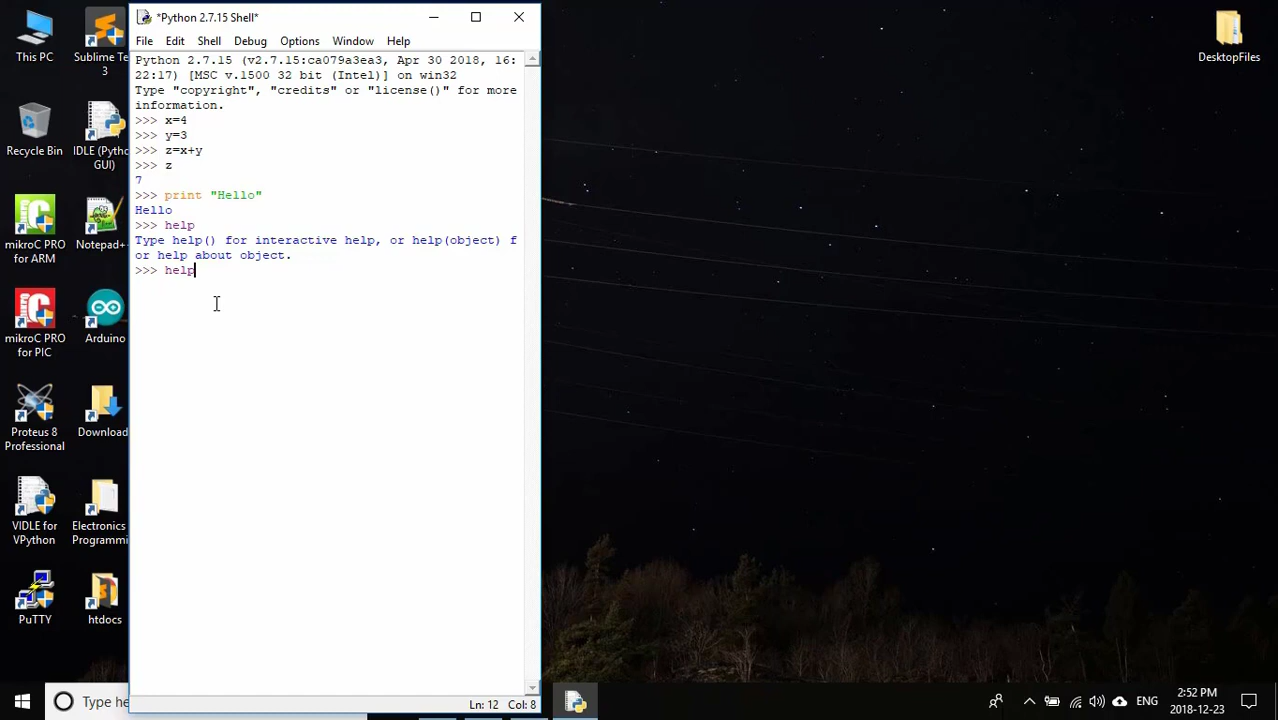 *Python 2.7.15 Shell*
File Edit Shell Debug Options Window Help
Python 2.7.15 (v2.7.15:ca079a3ea3, Apr 30 2018, 16:
22:17) [MSC v.1500 32 bit (Intel)] on win32
Type "copyright", "credits" or "license()" for more
information.
>>> x=4
>>> y=3
>>> z=x+y
>>> z
7
>>> print "Hello"
Hello
>>> help
Type help() for interactive help, or help(object) f
or help about object.
>>> help
Ln: 12 Col: 8
This PC
Sublime Te
3
Recycle Bin
IDLE (Python
GUI)
mikroC PRO
for ARM
Notepad+
mikroC PRO
for PIC
Arduino
Proteus 8
Professional
Download
VIDLE for
VPython
Electronics
Programmi
PuTTY
htdocs
DesktopFiles
Type he
ENG
2:52 PM
2018-12-23